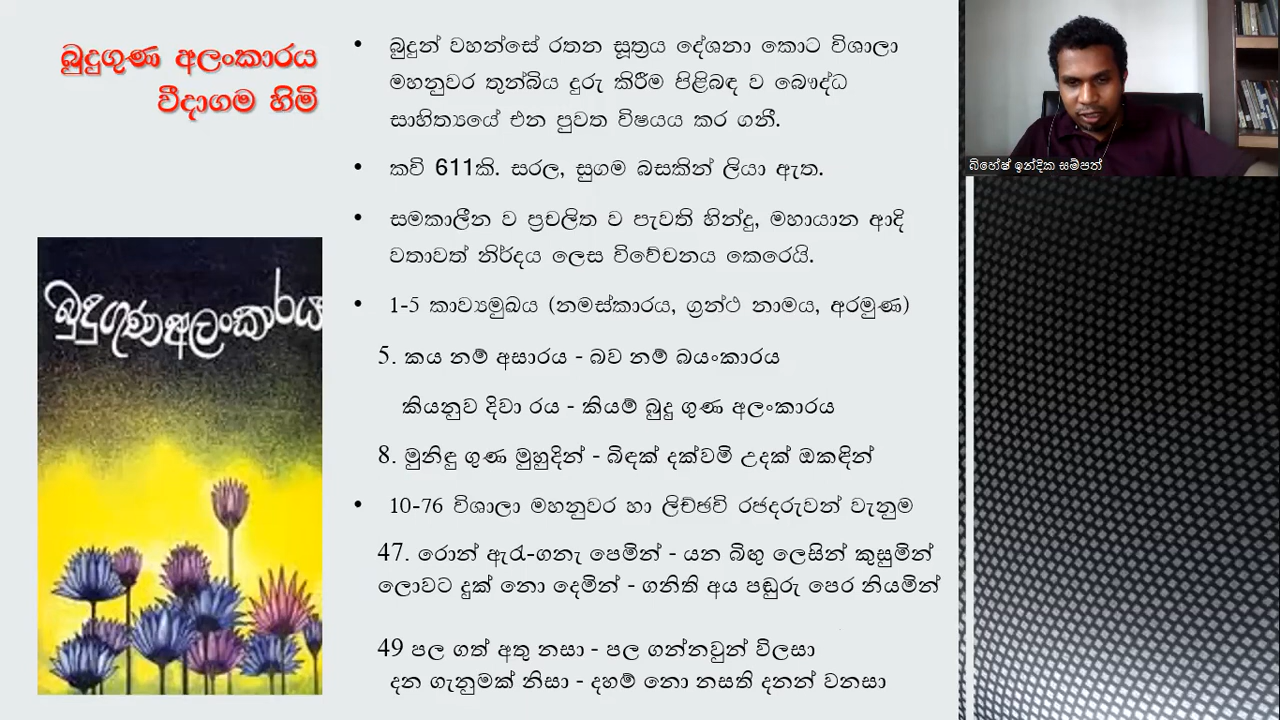 බුදුගුණ අලංකාරය
වීදාගම හිමි
බුදුගුණඅලංකාරය
• බුදුන් වහන්සේ රතන සූත්‍රය දේශනා කොට විශාලා
මහනුවර තුන්බිය දුරු කිරීම පිළිබඳ ව බෞද්ධ
සාහිත්‍යයේ එන පුවත විෂයය කර ගනී.
• කවි 611කි. සරල, සුගම බසකින් ලියා ඇත.
• සමකාලීන ව ප්‍රචලිත ව පැවති හින්දු, මහායාන ආදි
වතාවත් නිර්දය ලෙස විවේචනය කෙරෙයි.
• 1-5 කාව්‍යමුඛය (නමස්කාරය, ග්‍රන්ථ නාමය, අරමුණ)
5. කය නම් අසාරය - බව නම් බයංකාරය
කියනුව දිවා රය - කියම් බුදු ගුණ අලංකාරය
8. මුනිඳු ගුණ මුහුදින් - බිඳක් දක්වමි උදක් ඔකඳින්
• 10-76 විශාලා මහනුවර හා ලිච්ඡවි රජදරුවන් වැනුම
47. රොන් ඇරැ-ගනැ පෙමින් - යන බිඟු ලෙසින් කුසුමින්
ලොවට දුක් නො දෙමින් - ගනිති අය පඬුරු පෙර නියමින්
49 පල ගත් අතු නසා - පල ගන්නවුන් විලසා
දන ගැනුමක් නිසා - දහම් නො නසති දනන් වනසා
බිහේෂ් ඉන්දික සම්පත්